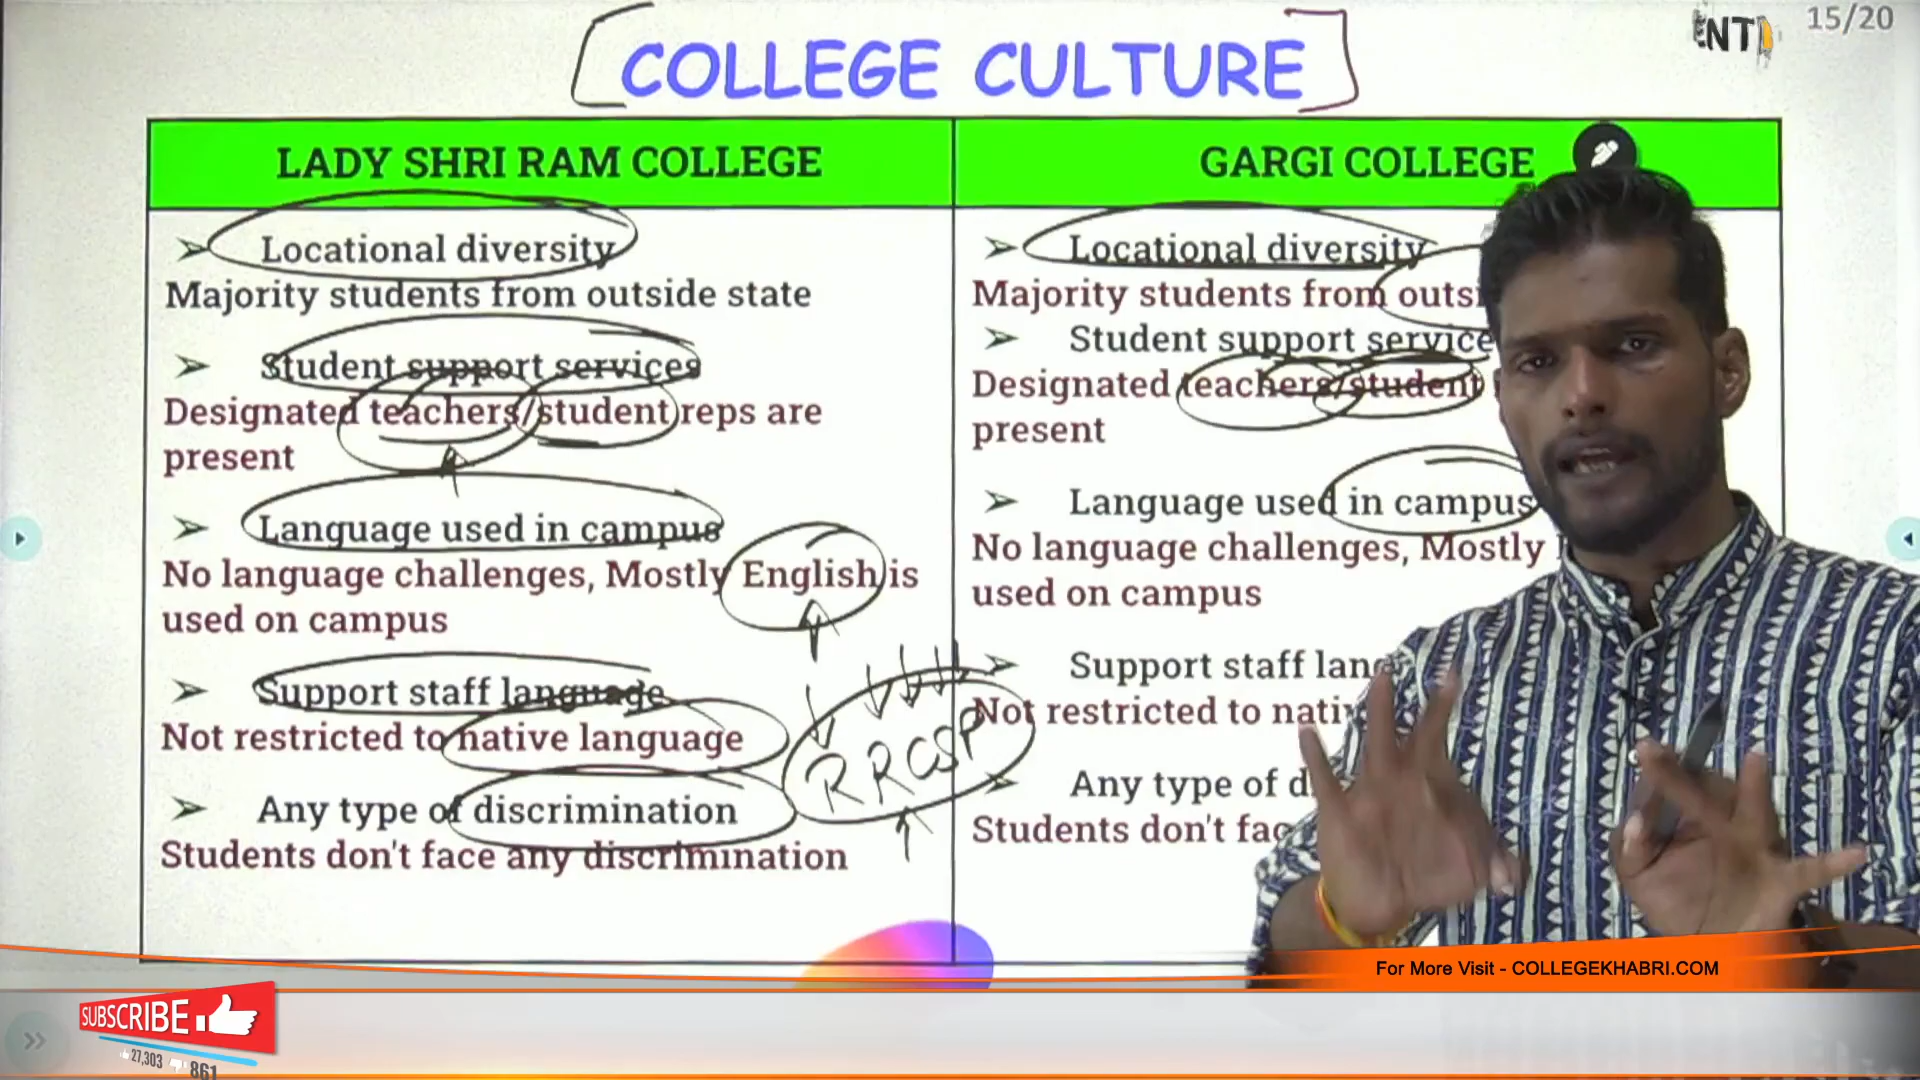 COLLEGE CULTURE
15/20
LADY SHRI RAM COLLEGE
Locational diversity
Majority students from outside state
Student support services
Designated teachers/student reps are
present
Language used in campus
No language challenges, Mostly English is
used on campus
Support staff language
Not restricted to native language
Any type of discrimination
Students don't face any discrimination
RRCSP
GARGI COLLEGE
Locational diversity
Majority students from
Student support service
Designated teachers/student
present
Language used in campus
No language challenges, Mostly
used on campus
Support staff
Not restricted to
Any type of
Students don't
For More Visit - COLLEGEKHABRI.COM
SUBSCRIBE
27,303
861